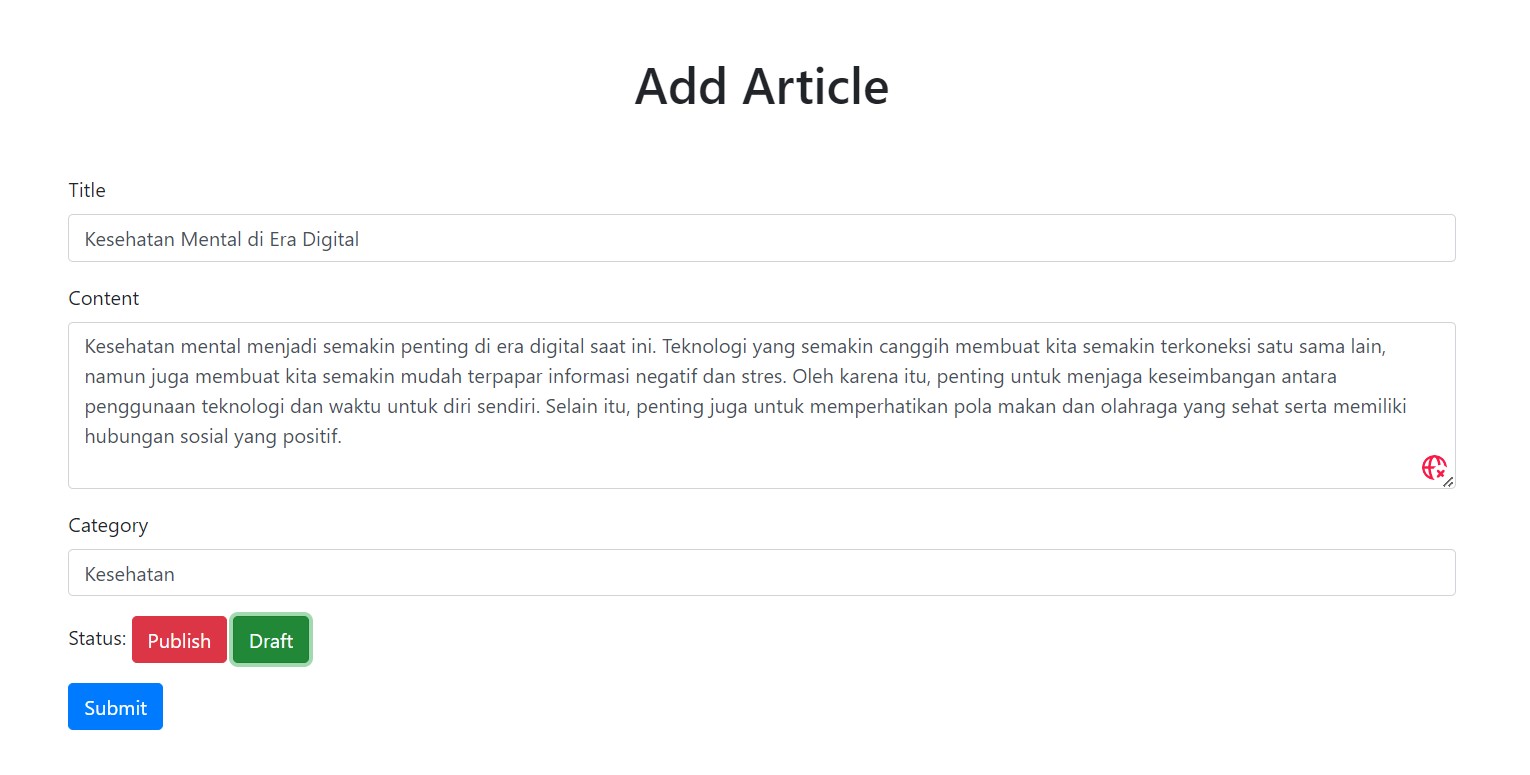 Add Article
Title
Kesehatan Mental di Era Digital
Content
Kesehatan mental menjadi semakin penting di era digital saat ini. Teknologi yang semakin canggih membuat kita semakin terkoneksi satu sama lain,
namun juga membuat kita semakin mudah terpapar informasi negatif dan stres. Oleh karena itu, penting untuk menjaga keseimbangan antara
penggunaan teknologi dan waktu untuk diri sendiri. Selain itu, penting juga untuk memperhatikan pola makan dan olahraga yang sehat serta memiliki
hubungan sosial yang positif.
Category
Kesehatan
Status: Publish Draft
Submit